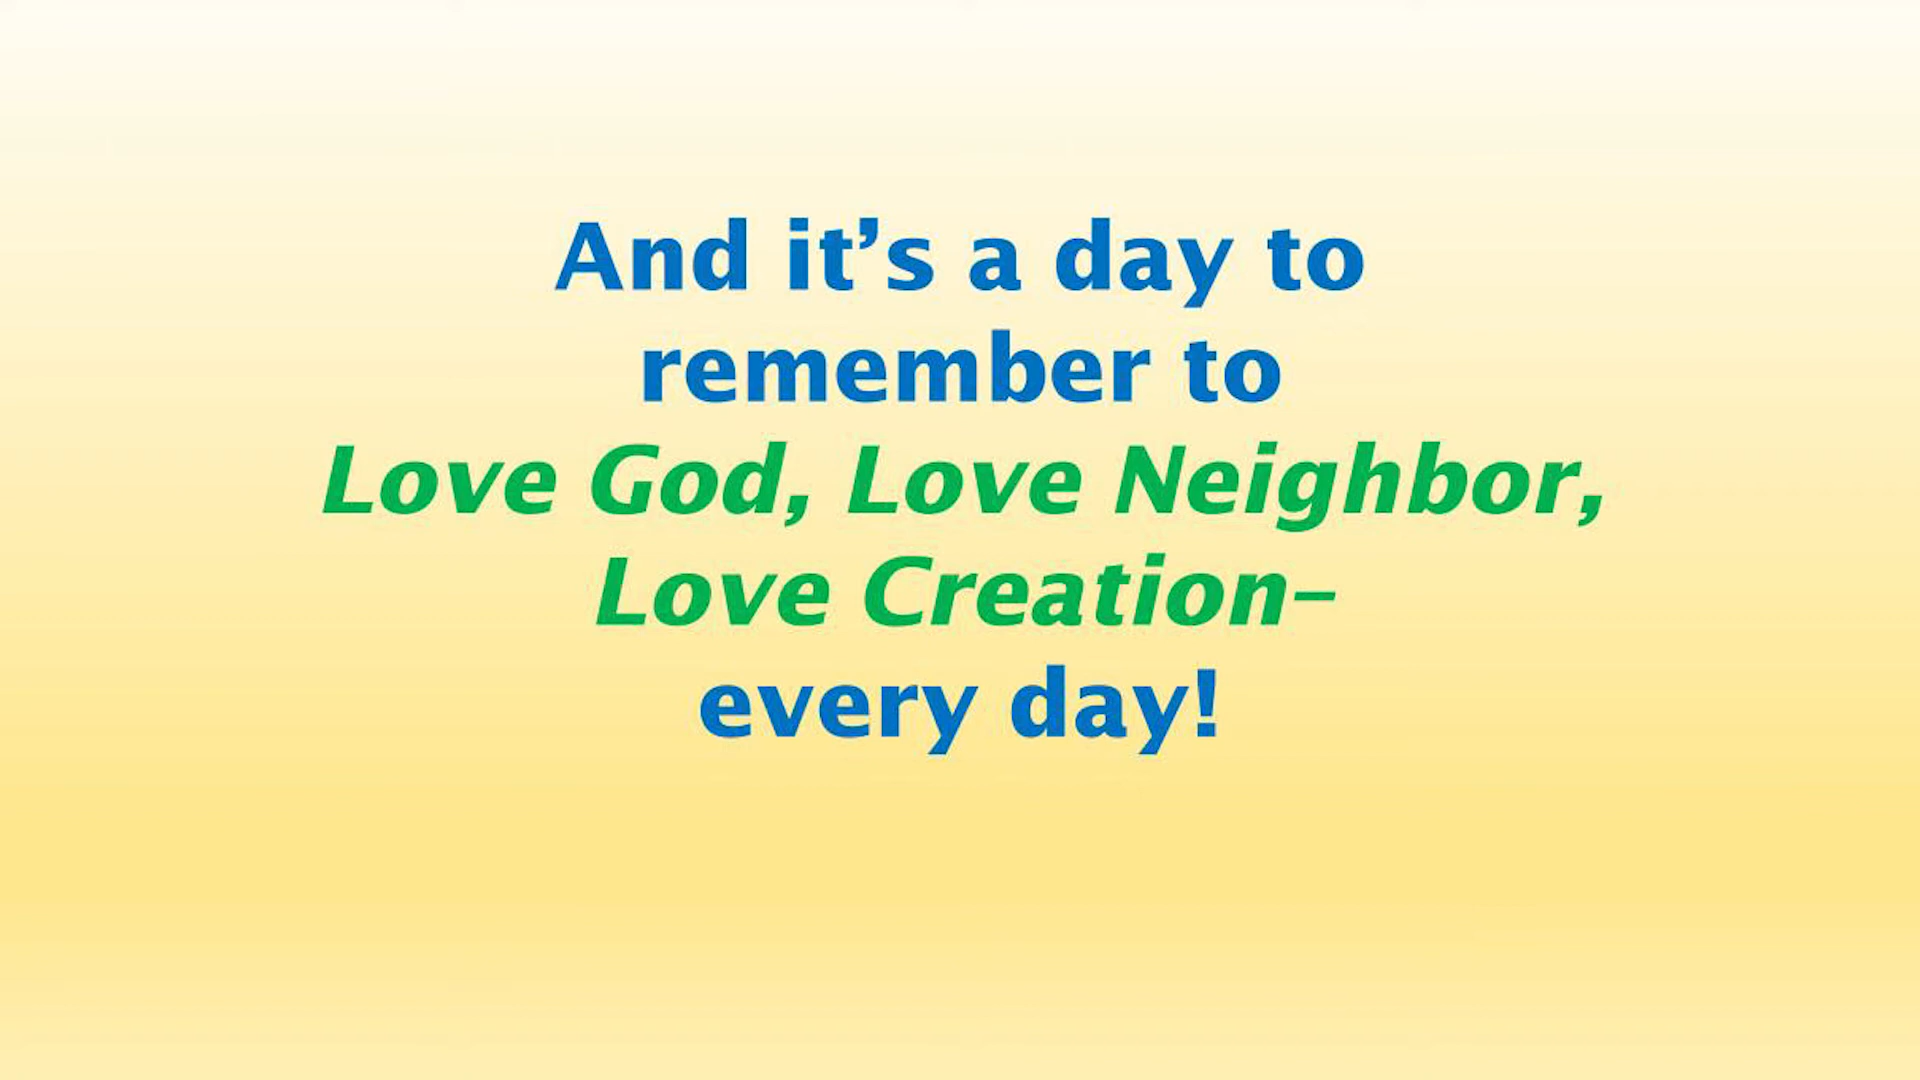 And it’s a day to
remember to
Love God, Love Neighbor,
Love Creation–
every day!